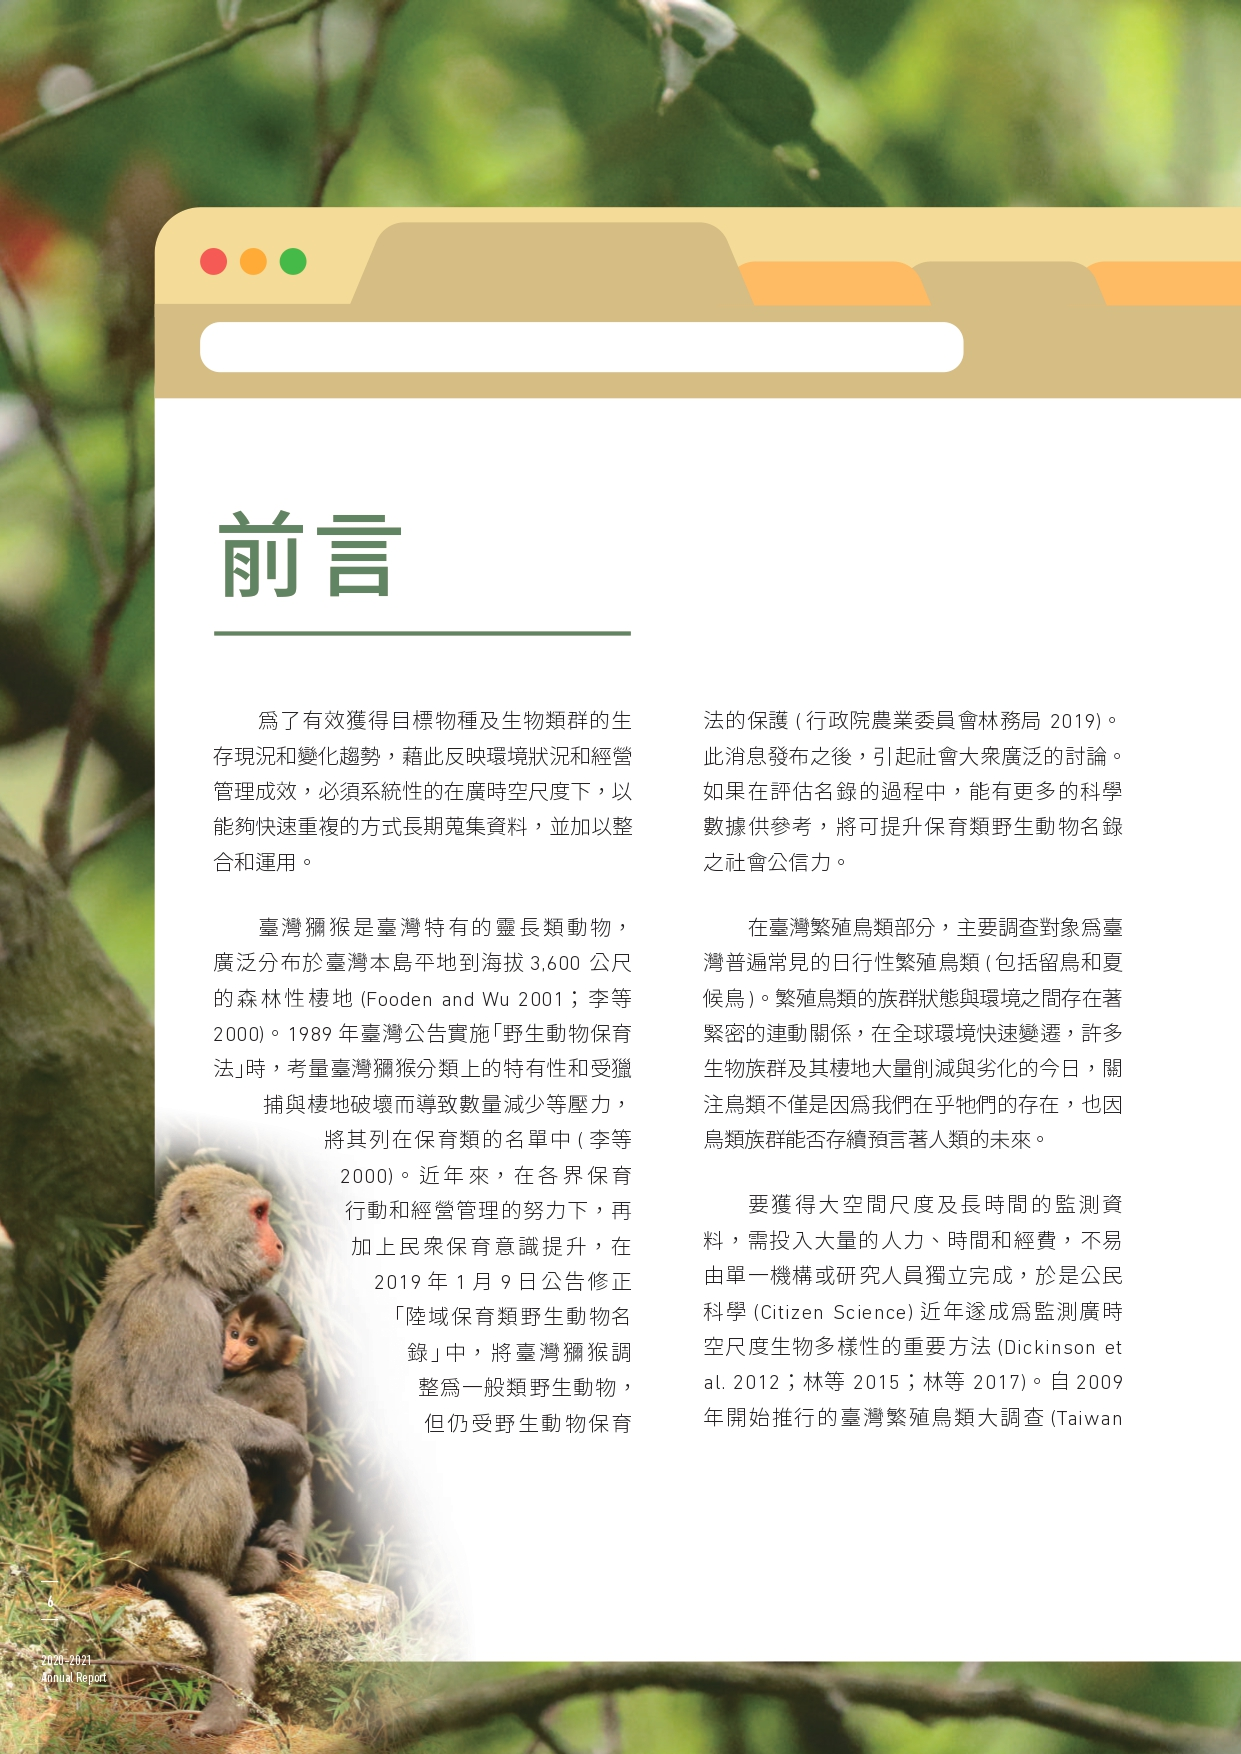 前言
爲了有效獲得目標物種及生物類群的生
存現況和變化趨勢，藉此反映環境狀況和經營
管理成效，必須系統性的在廣時空尺度下，以
能夠快速重複的方式長期蒐集資料，並加以整
合和運用。
臺灣獼猴是臺灣特有的靈長類動物，
廣泛分布於臺灣本島平地到海拔 3,600 公尺
的森林性棲地 (Fooden and Wu 2001；李等
2000)。1989 年臺灣公告實施「野生動物保育
法」時，考量臺灣獼猴分類上的特有性和受獵
捕與棲地破壞而導致數量減少等壓力，
將其列在保育類的名單中 ( 李等
2000)。近年來，在各界保育
行動和經營管理的努力下，再
加上民衆保育意識提升，在
2019 年 1 月 9 日公告修正
「陸域保育類野生動物名
錄」中，將臺灣獼猴調
整爲一般類野生動物，
但仍受野生動物保育
法的保護 ( 行政院農業委員會林務局 2019)。
此消息發布之後，引起社會大衆廣泛的討論。
如果在評估名錄的過程中，能有更多的科學
數據供參考，將可提升保育類野生動物名錄
之社會公信力。
在臺灣繁殖鳥類部分，主要調查對象爲臺
灣普遍常見的日行性繁殖鳥類 ( 包括留鳥和夏
候鳥 )。繁殖鳥類的族群狀態與環境之間存在著
緊密的連動關係，在全球環境快速變遷，許多
生物族群及其棲地大量削減與劣化的今日，關
注鳥類不僅是因爲我們在乎牠們的存在，也因
鳥類族群能否存續預言著人類的未來。
要獲得大空間尺度及長時間的監測資
料，需投入大量的人力、時間和經費，不易
由單一機構或研究人員獨立完成，於是公民
科學 (Citizen Science) 近年遂成爲監測廣時
空尺度生物多樣性的重要方法 (Dickinson et
al. 2012；林等 2015；林等 2017)。自 2009
年開始推行的臺灣繁殖鳥類大調查 (Taiwan
6
2020-2021
Annual Report